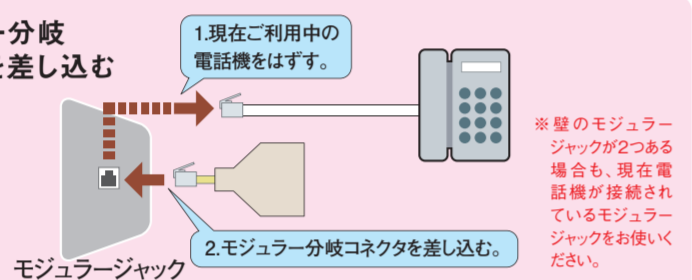 ー分岐
を差し込む
1.現在ご利用中の
電話機をはずす。
※壁のモジュラー
ジャックが2つある
場合も、現在電
話機が接続され
ているモジュラー
ジャックをお使いく
ださい。
2.モジュラー分岐コネクタを差し込む。
モジュラージャック